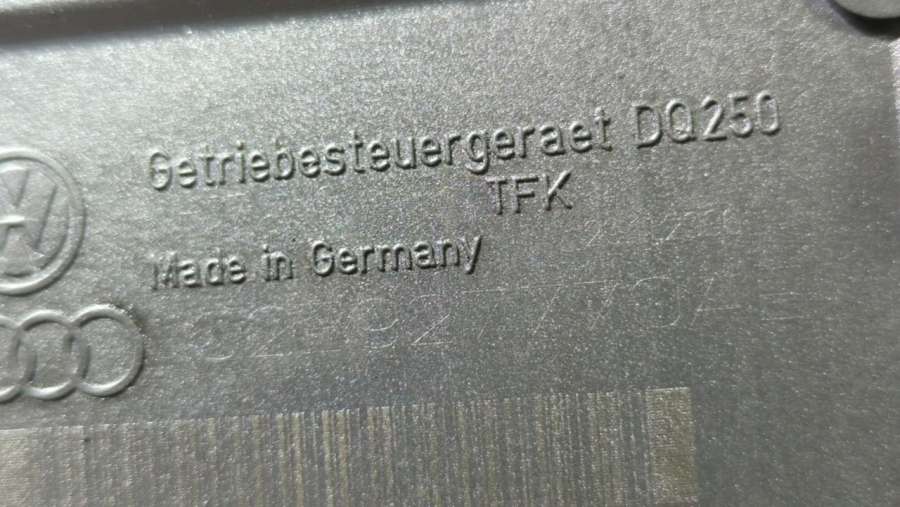 Getriebesteuergeraet DQ250
TFK
Made in Germany